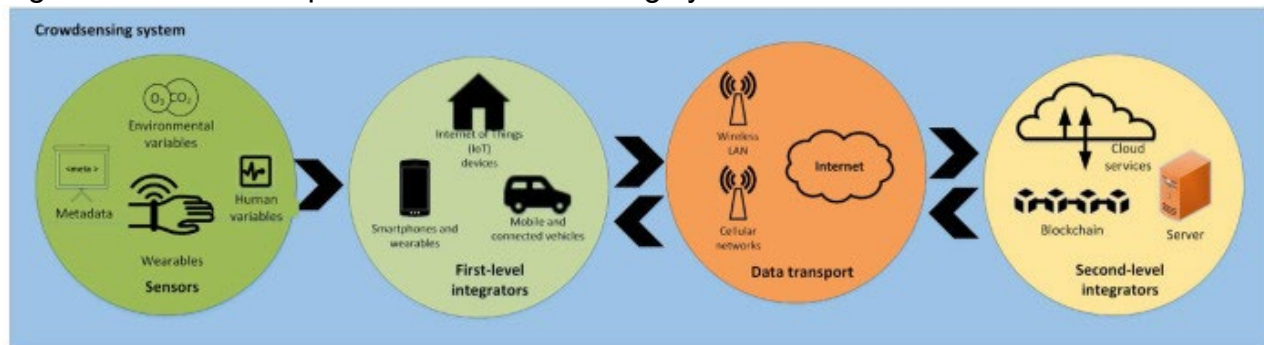 Crowdsensing system
O3 CO2
Environmental
variables
<meta >
Metadata
Human
variables
Wearables
Sensors
Internet of Things
(IoT)
devices
Smartphones and
wearables
Mobile and
connected vehicles
First-level
integrators
Wireless
LAN
Internet
Cellular
networks
Data transport
Cloud
services
Blockchain
Server
Second-level
integrators